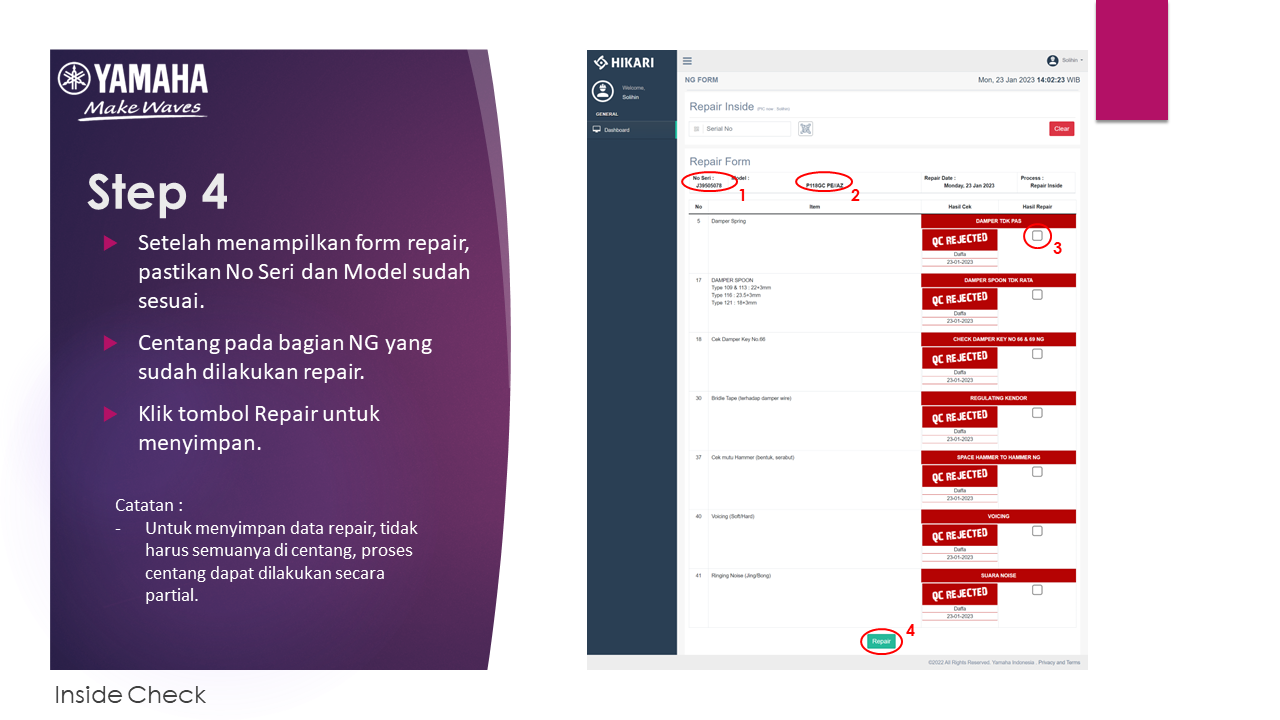 YAMAHA
Make Waves
Step 4
Setelah menampilkan form repair,
pastikan No Seri dan Model sudah
sesuai.
Centang pada bagian NG yang
sudah dilakukan repair.
Klik tombol Repair untuk
menyimpan.
Catatan :
- Untuk menyimpan data repair, tidak
harus semuanya di centang, proses
centang dapat dilakukan secara
partial.
Inside Check
HIKARI
Solihin
Welcome,
Solihin
GENERAL
Dashboard
NG FORM
Mon, 23 Jan 2023 14:02:23 WIB
Repair Inside
Serial No
Clear
Repair Form
No Seri : Model : Repair Date : Process :
J39505078 P118GC PE//AZ Monday, 23 Jan 2023 Repair Inside
1 2
No Item Hasil Cek Hasil Repair
5 Damper Spring DAMPER TDK PAS
QC REJECTED
3
Daffa
23-01-2023
17 DAMPER SPOON DAMPER SPOON TDK RATA
Type 109 & 113 : 22+3mm
Type 116 : 23.5+3mm
Type 121 : 18+3mm
QC REJECTED
Daffa
23-01-2023
18 Cek Damper Key No.66 CHECK DAMPER KEY NO 66 & 69 NG
QC REJECTED
Daffa
23-01-2023
30 Bridle Tape (terhadap damper wire) REGULATING KENDOR
QC REJECTED
Daffa
23-01-2023
37 Cek mutu Hammer (bentuk, serabut) SPACE HAMMER TO HAMMER NG
QC REJECTED
Daffa
23-01-2023
40 Voicing (Soft/Hard) VOICING
QC REJECTED
Daffa
23-01-2023
41 Ringing Noise (Jing/Bong) SUARA NOISE
QC REJECTED
Daffa
23-01-2023
Repair 4
©2022 All Rights Reserved. Yamaha Indonesia . Privacy and Terms